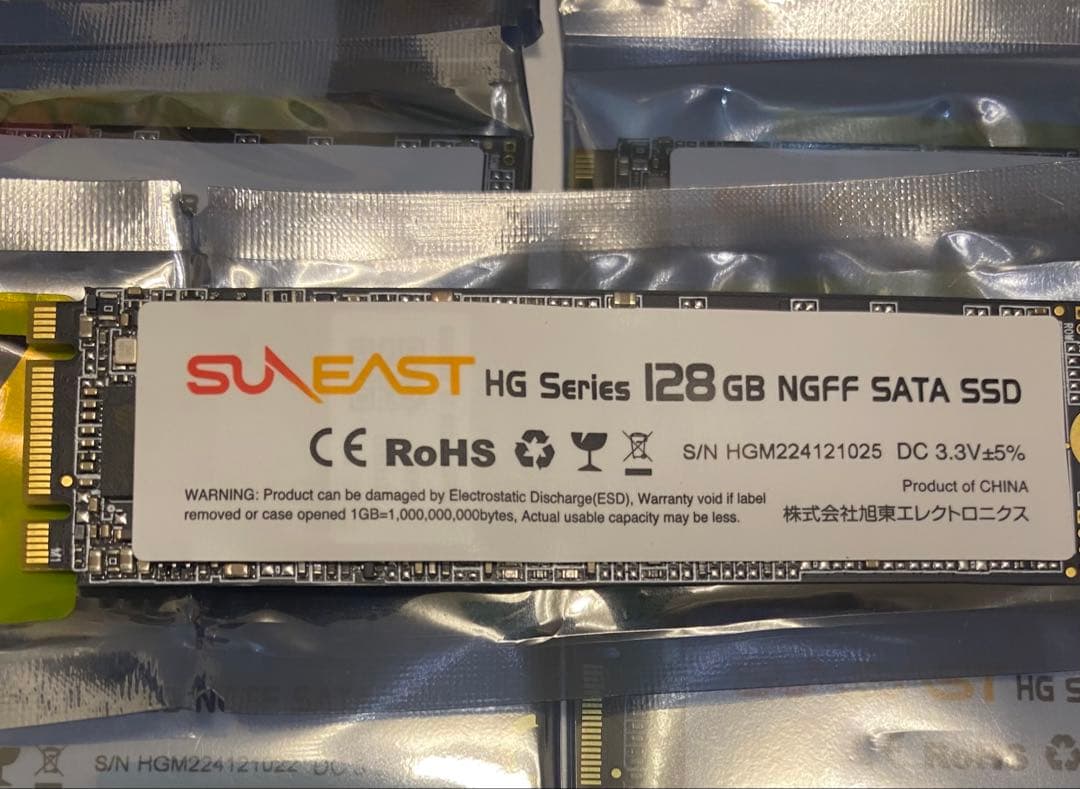 SUNEAST HG Series 128GB NGFF SATA SSD
CE RoHS S/N HGM224121025 DC 3.3V±5%
Product of CHINA
WARNING: Product can be damaged by Electrostatic Discharge(ESD), Warranty void if label
removed or case opened 1GB=1,000,000,000bytes, Actual usable capacity may be less.
株式会社旭東エレクトロニクス
M1
HG S
S/N HGM224121022 DC
RoHS